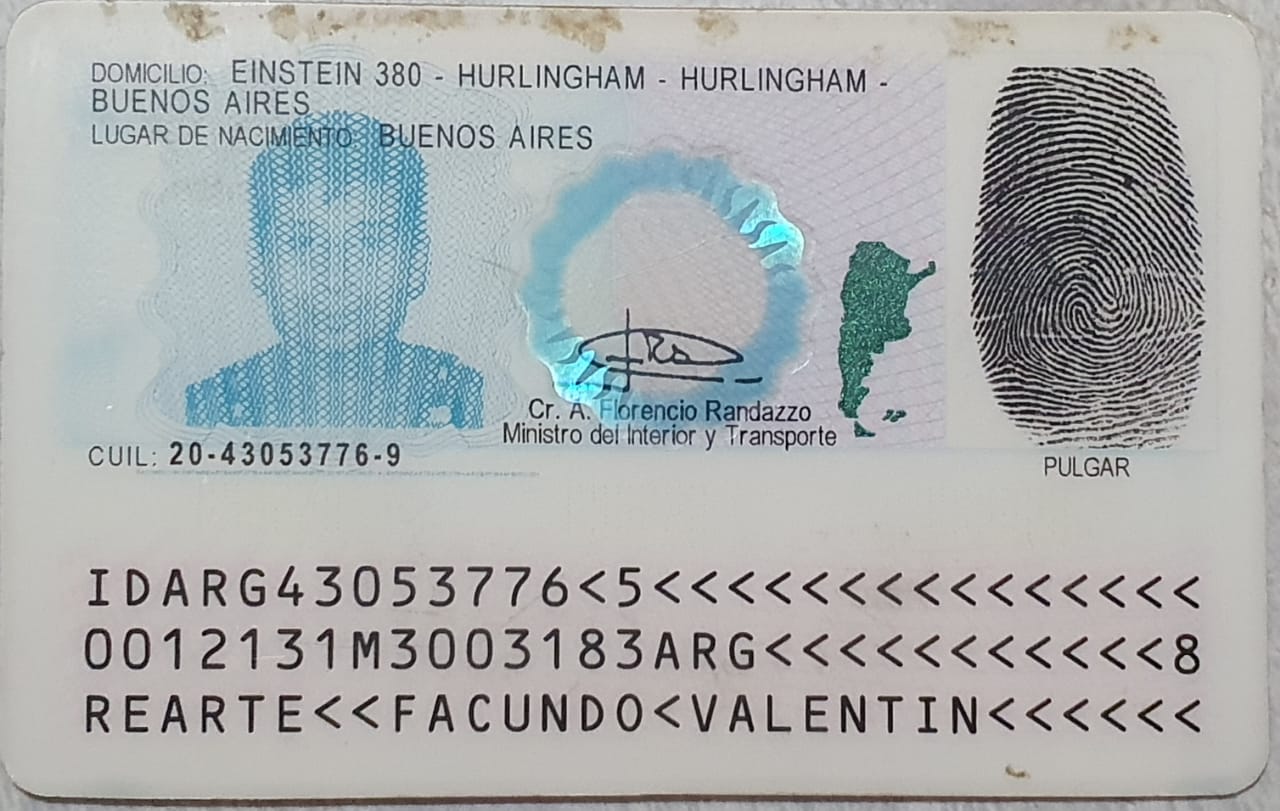 DOMICILIO: EINSTEIN 380 - HURLINGHAM - HURLINGHAM -
BUENOS AIRES
LUGAR DE NACIMIENTO BUENOS AIRES
Cr. A. Florencio Randazzo
Ministro del Interior y Transporte
CUIL: 20-43053776-9
PULGAR
IDARG43053776<5<<<<<<<<<<<<<<<
0012131M3003183ARG<<<<<<<<<<<8
REARTE<<FACUNDO<VALENTIN<<<<<<